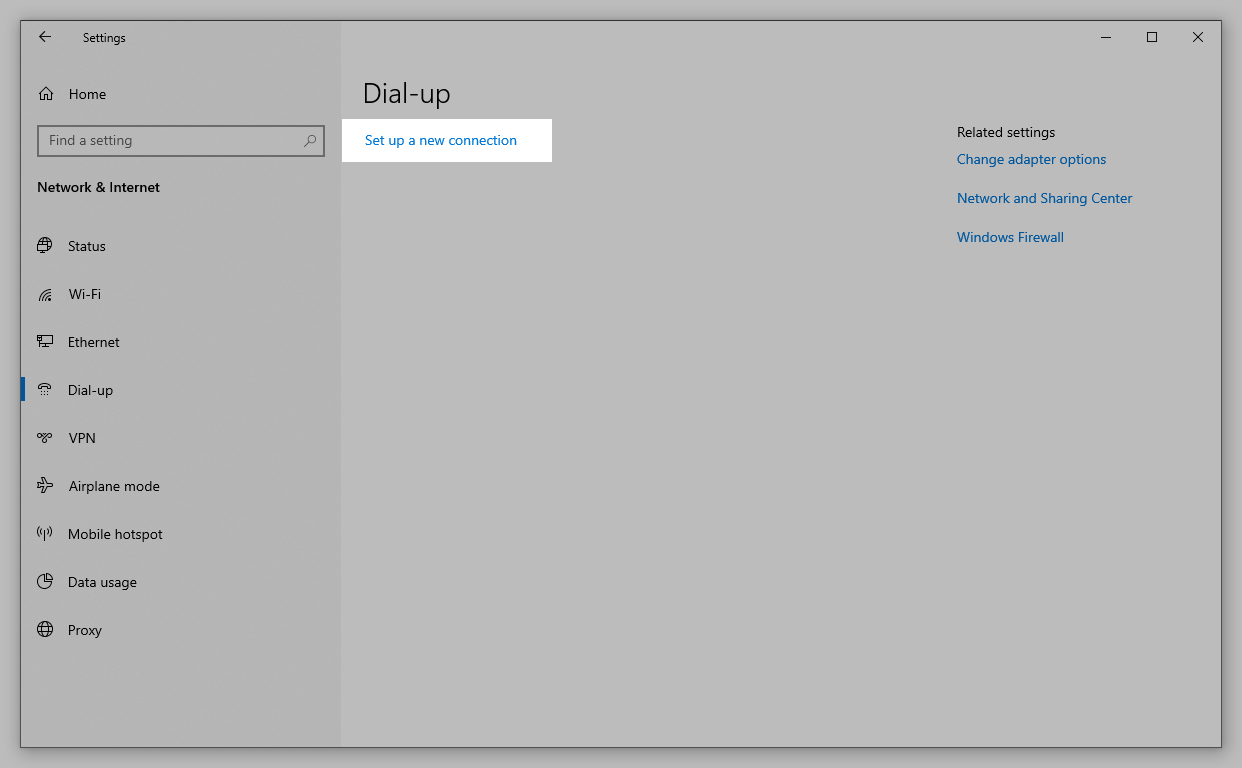 Settings
Home
Find a setting
Network & Internet
Status
Wi-Fi
Ethernet
Dial-up
VPN
Airplane mode
Mobile hotspot
Data usage
Proxy
Dial-up
Set up a new connection
Related settings
Change adapter options
Network and Sharing Center
Windows Firewall